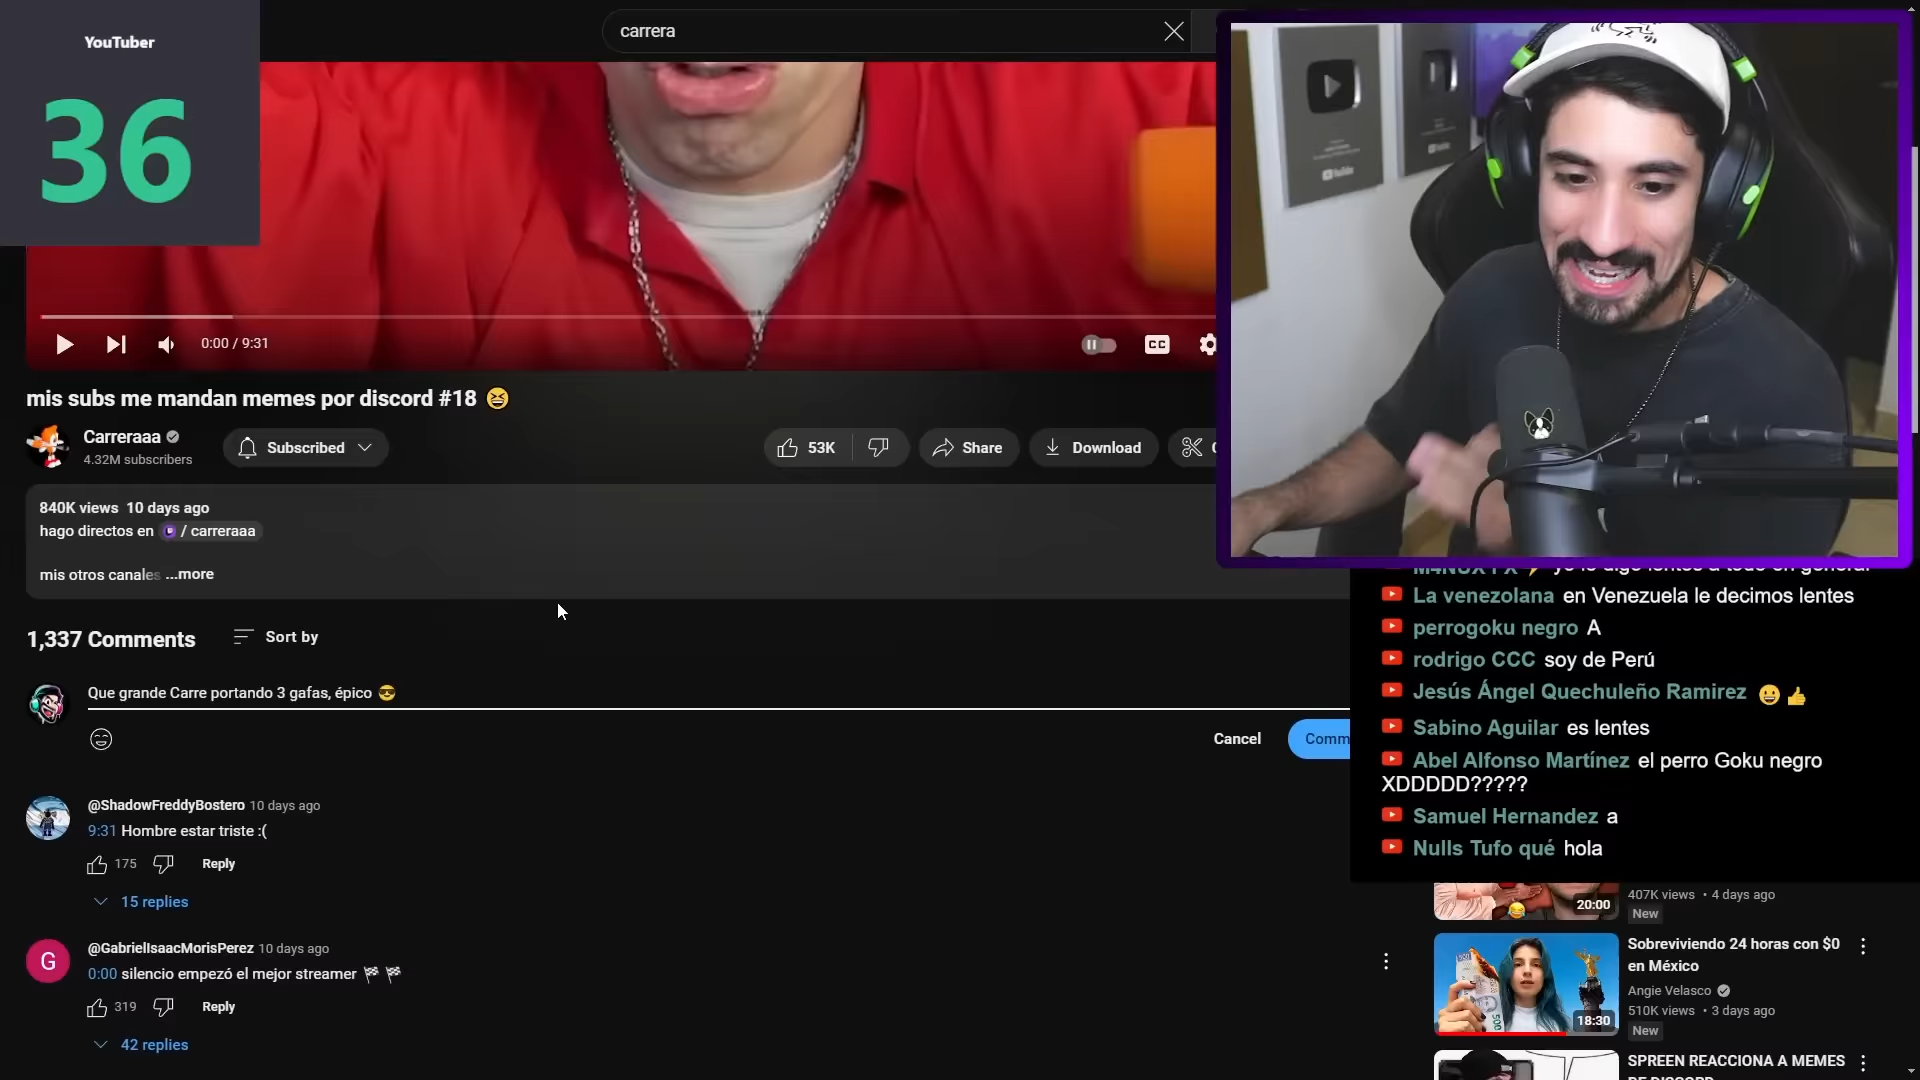 YouTuber
36
carrera
YouTube
0:00 / 9:31
CC
mis subs me mandan memes por discord #18 😆
Carreraaa
4.32M subscribers
Subscribed
53K
Share
Download
840K views 10 days ago
hago directos en / carreraaa
mis otros canales ...more
1,337 Comments
Sort by
Que grande Carre portando 3 gafas, épico 😎
Cancel
Comm
@ShadowFreddyBostero 10 days ago
9:31 Hombre estar triste :(
175
Reply
15 replies
@GabrielIsaacMorisPerez 10 days ago
G
0:00 silencio empezó el mejor streamer 🏁 🏁
319
Reply
42 replies
La venezolana en Venezuela le decimos lentes
perrogoku negro A
rodrigo CCC soy de Perú
Jesús Ángel Quechuleño Ramirez 😀 👍
Sabino Aguilar es lentes
Abel Alfonso Martínez el perro Goku negro
XDDDDD?????
Samuel Hernandez a
Nulls Tufo qué hola
20:00
407K views • 4 days ago
New
Sobreviviendo 24 horas con $0
en México
Angie Velasco
510K views • 3 days ago
New
18:30
SPREEN REACCIONA A MEMES